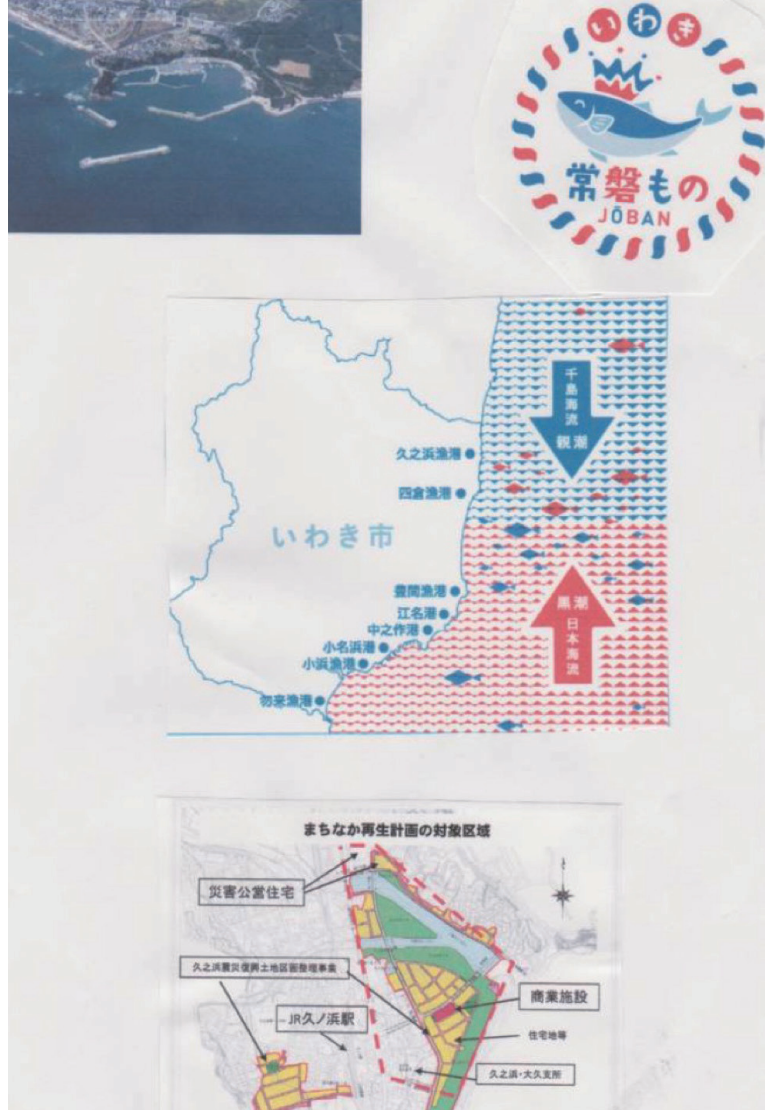 いわき
常磐もの
JŌBAN
千島海流
親潮
久之浜漁港
四倉漁港
いわき市
豊間漁港
江名港
中之作港
小名浜港
小浜漁港
勿来漁港
黒潮
日本海流
まちなか再生計画の対象区域
災害公営住宅
久之浜震災復興土地区画整理事業
商業施設
JR久ノ浜駅
住宅地等
久之浜・大久支所